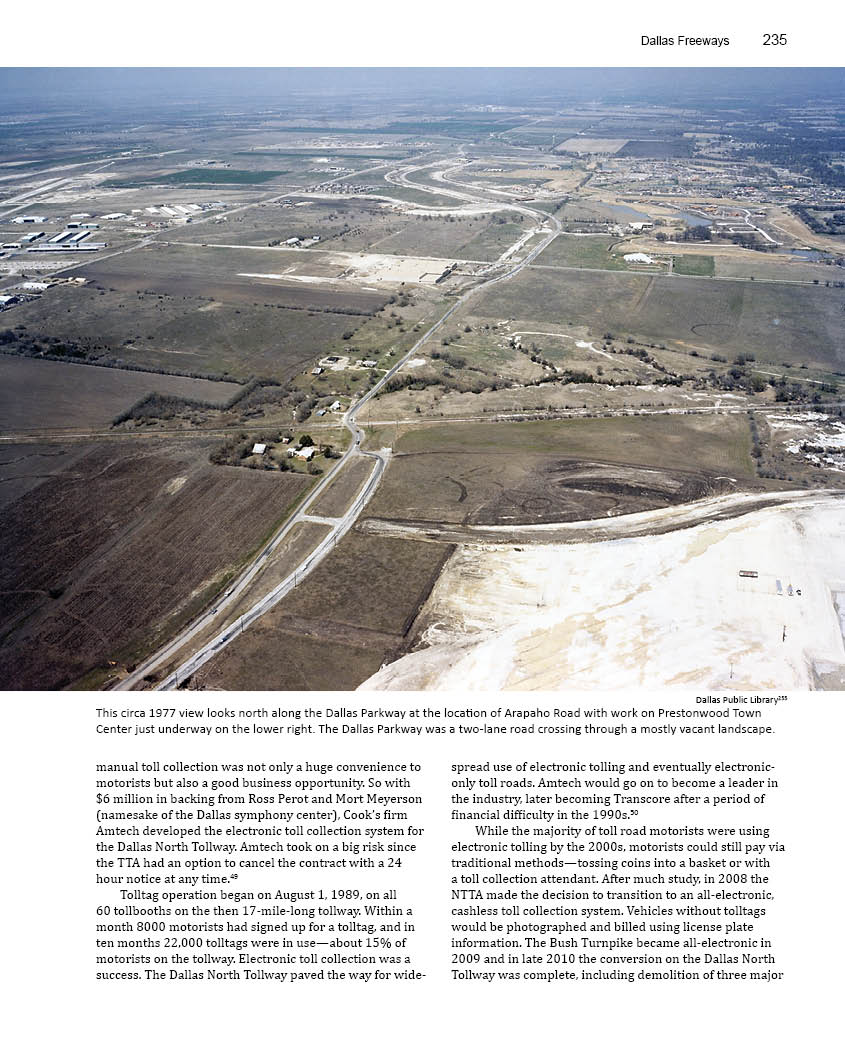 Dallas Freeways 235
Dallas Public Library²⁵⁵
This circa 1977 view looks north along the Dallas Parkway at the location of Arapaho Road with work on Prestonwood Town
Center just underway on the lower right. The Dallas Parkway was a two-lane road crossing through a mostly vacant landscape.
manual toll collection was not only a huge convenience to
motorists but also a good business opportunity. So with
$6 million in backing from Ross Perot and Mort Meyerson
(namesake of the Dallas symphony center), Cook’s firm
Amtech developed the electronic toll collection system for
the Dallas North Tollway. Amtech took on a big risk since
the TTA had an option to cancel the contract with a 24
hour notice at any time.⁴⁹
Tolltag operation began on August 1, 1989, on all
60 tollbooths on the then 17-mile-long tollway. Within a
month 8000 motorists had signed up for a tolltag, and in
ten months 22,000 tolltags were in use—about 15% of
motorists on the tollway. Electronic toll collection was a
success. The Dallas North Tollway paved the way for wide-
spread use of electronic tolling and eventually electronic-
only toll roads. Amtech would go on to become a leader in
the industry, later becoming Transcore after a period of
financial difficulty in the 1990s.⁵⁰
While the majority of toll road motorists were using
electronic tolling by the 2000s, motorists could still pay via
traditional methods—tossing coins into a basket or with
a toll collection attendant. After much study, in 2008 the
NTTA made the decision to transition to an all-electronic,
cashless toll collection system. Vehicles without tolltags
would be photographed and billed using license plate
information. The Bush Turnpike became all-electronic in
2009 and in late 2010 the conversion on the Dallas North
Tollway was complete, including demolition of three major